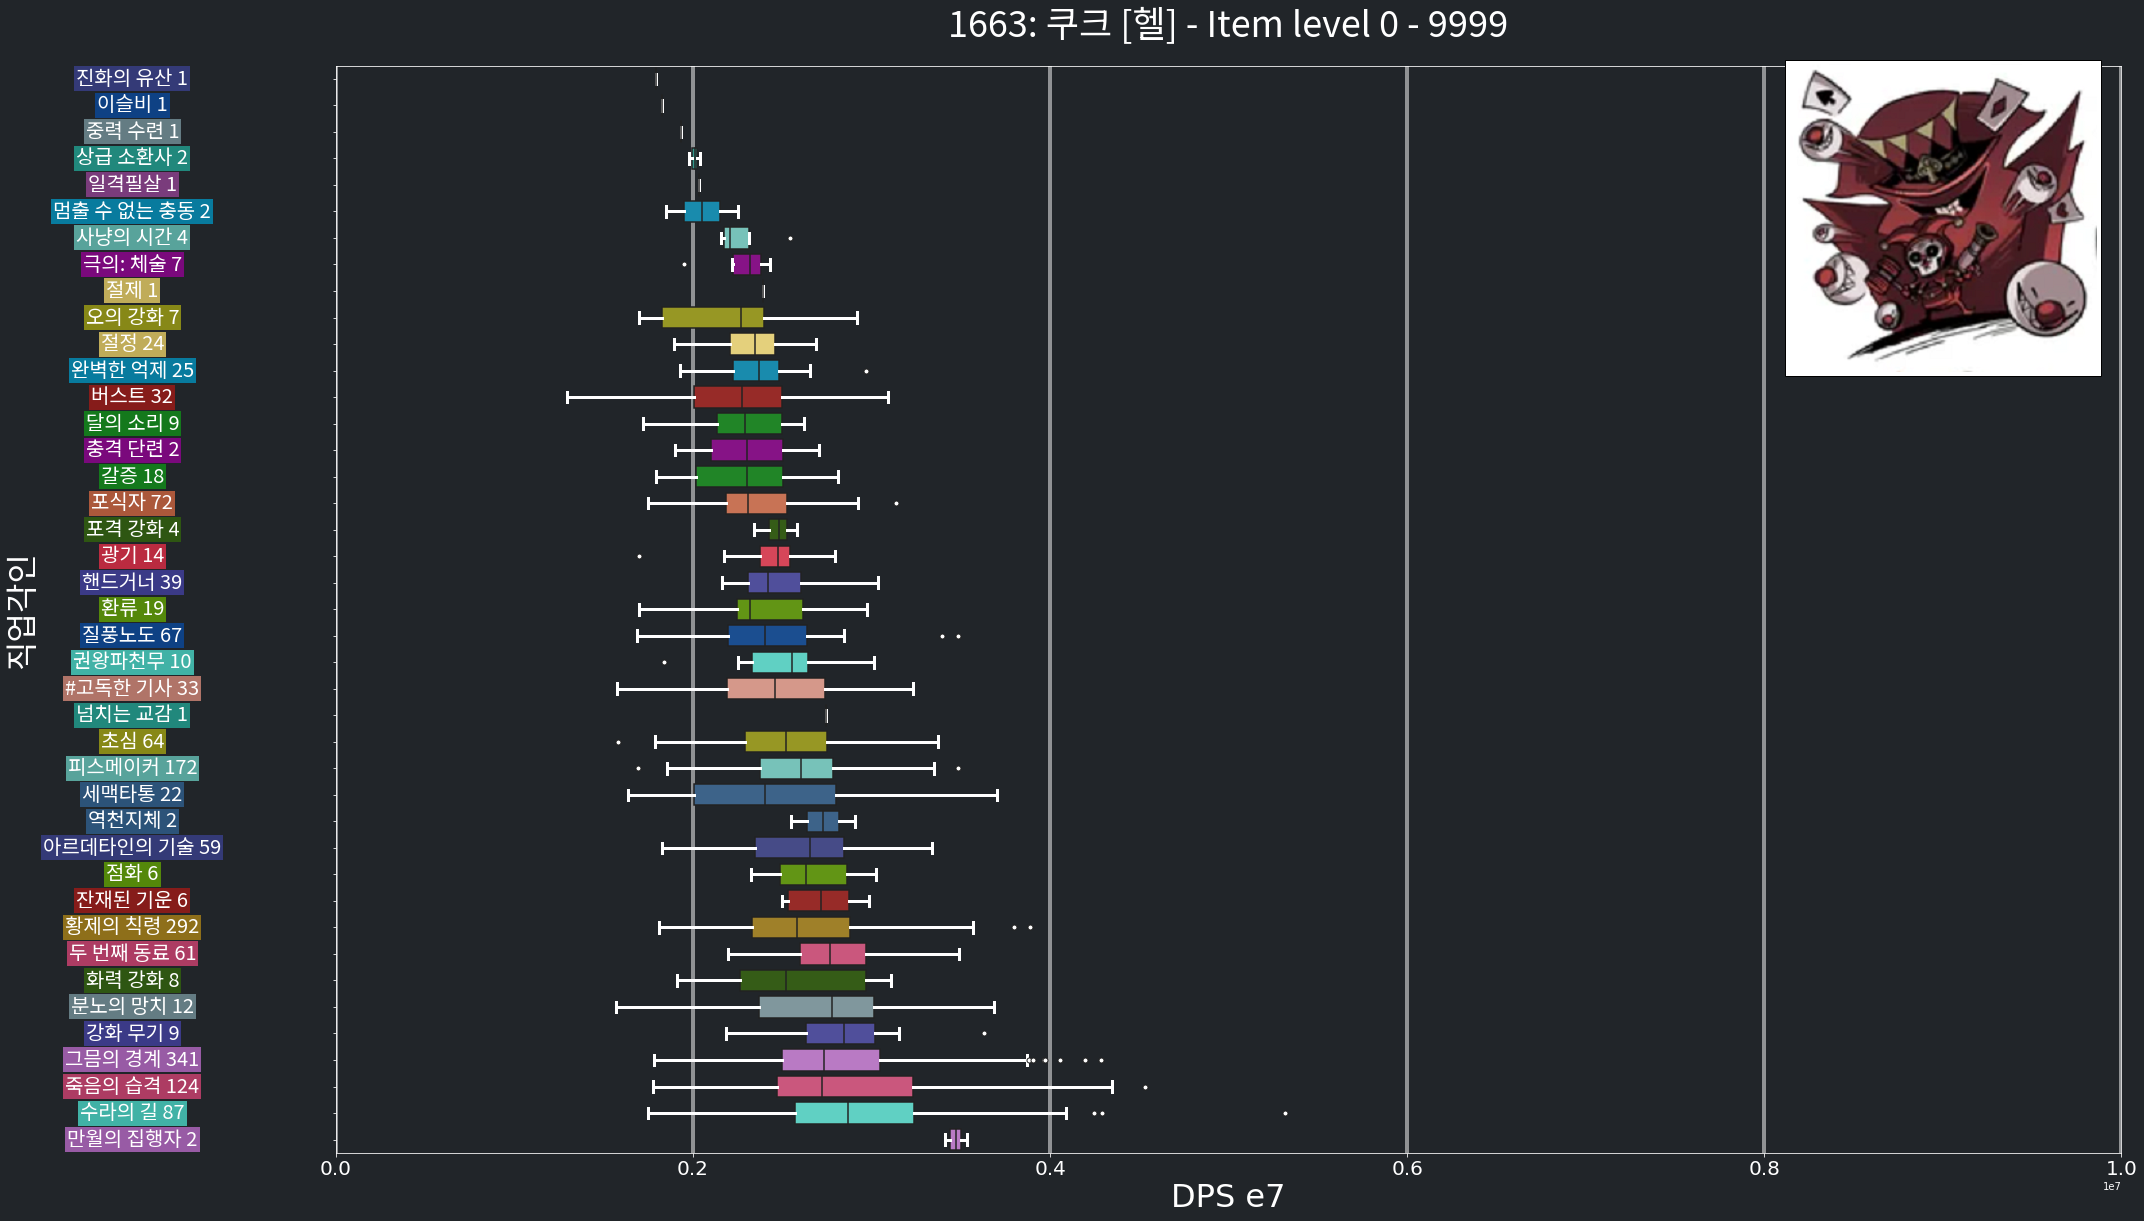 1663: 쿠크 [헬] - Item level 0 - 9999
진화의 유산 1
이슬비 1
중력 수련 1
상급 소환사 2
일격필살 1
멈출 수 없는 충동 2
사냥의 시간 4
극의: 체술 7
절제 1
오의 강화 7
절정 24
완벽한 억제 25
버스트 32
달의 소리 9
충격 단련 2
갈증 18
포식자 72
포격 강화 4
광기 14
핸드거너 39
환류 19
질풍노도 67
권왕파천무 10
#고독한 기사 33
넘치는 교감 1
초심 64
피스메이커 172
세맥타통 22
역천지체 2
아르데타인의 기술 59
점화 6
잔재된 기운 6
황제의 칙령 292
두 번째 동료 61
화력 강화 8
분노의 망치 12
강화 무기 9
그믐의 경계 341
죽음의 습격 124
수라의 길 87
만월의 집행자 2
직업각인
0.0 0.2 0.4 0.6 0.8 1.0
1e7
DPS e7